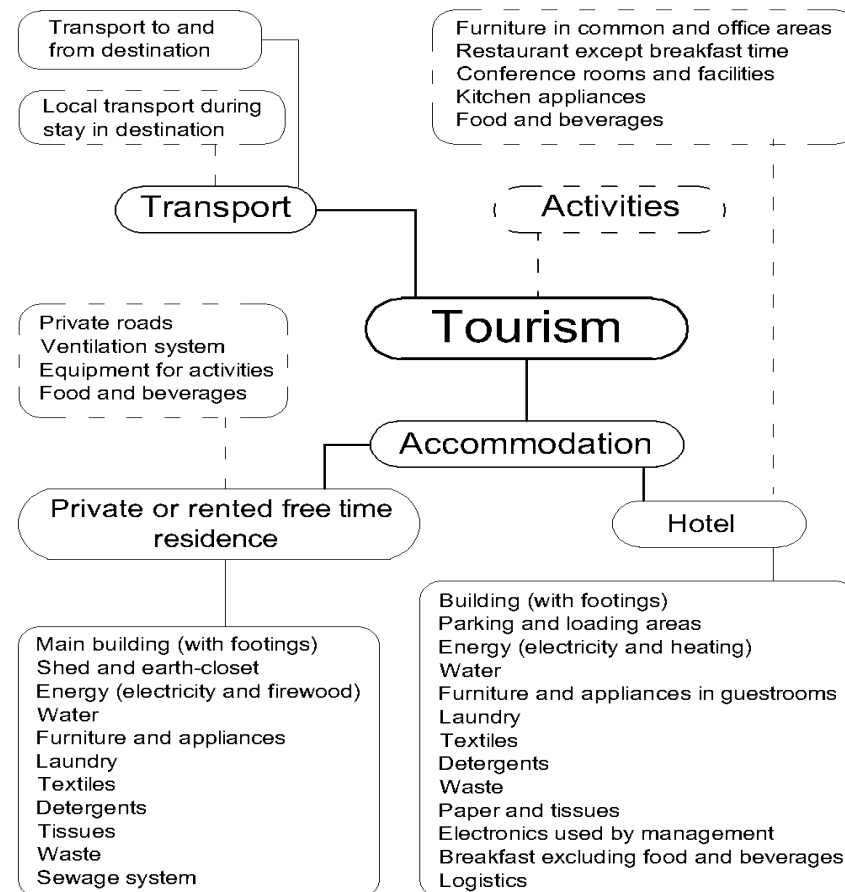 Transport to and
from destination
Furniture in common and office areas
Restaurant except breakfast time
Conference rooms and facilities
Kitchen appliances
Food and beverages
Local transport during
stay in destination
Transport
Activities
Tourism
Private roads
Ventilation system
Equipment for activities
Food and beverages
Accommodation
Private or rented free time
residence
Hotel
Main building (with footings)
Shed and earth-closet
Energy (electricity and firewood)
Water
Furniture and appliances
Laundry
Textiles
Detergents
Tissues
Waste
Sewage system
Building (with footings)
Parking and loading areas
Energy (electricity and heating)
Water
Furniture and appliances in guestrooms
Laundry
Textiles
Detergents
Waste
Paper and tissues
Electronics used by management
Breakfast excluding food and beverages
Logistics